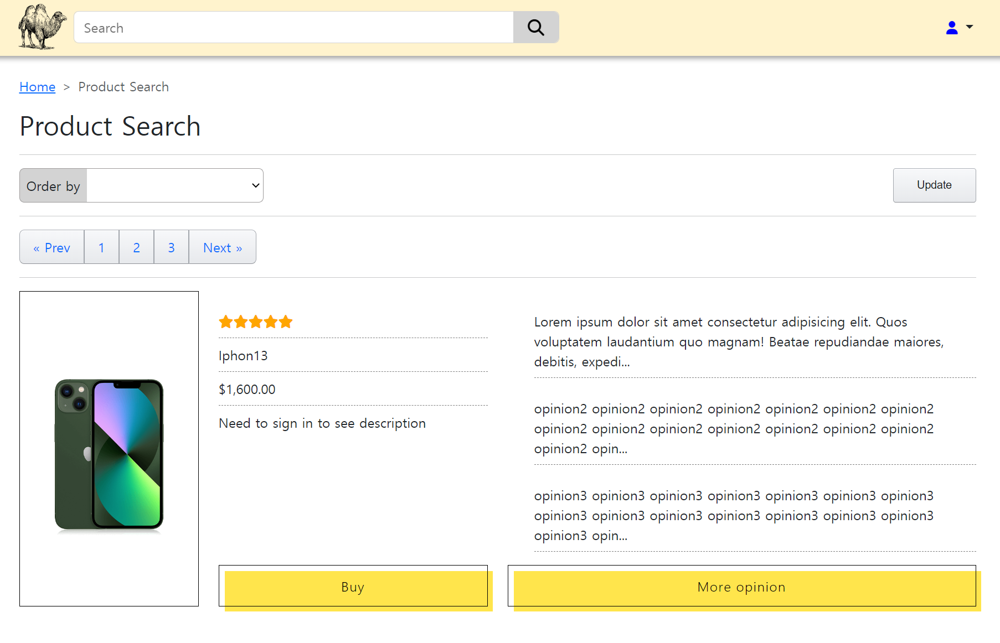 Search
Home > Product Search
Product Search
Order by
Update
« Prev 1 2 3 Next »
Iphon13
$1,600.00
Need to sign in to see description
Buy
Lorem ipsum dolor sit amet consectetur adipisicing elit. Quos
voluptatem laudantium quo magnam! Beatae repudiandae maiores,
debitis, expedi...
opinion2 opinion2 opinion2 opinion2 opinion2 opinion2 opinion2
opinion2 opinion2 opinion2 opinion2 opinion2 opinion2 opinion2
opinion2 opin...
opinion3 opinion3 opinion3 opinion3 opinion3 opinion3 opinion3
opinion3 opinion3 opinion3 opinion3 opinion3 opinion3 opinion3
opinion3 opin...
More opinion